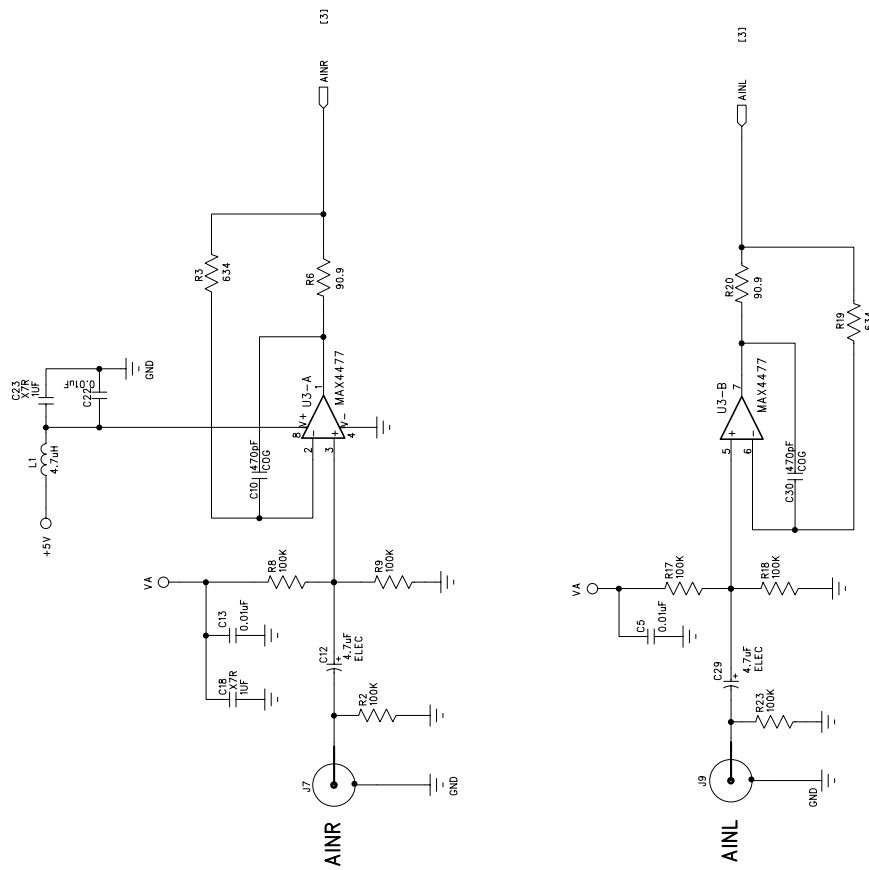 [3]
AINR
R3
634
R6
90.9
C23
X7R
1UF
0.01uF
C22
GND
L1
4.7uH
+5V
U3-A
MAX4477
8
V+
1
2
-
3
+
V-
4
C10
470pF
COG
VA
R8
100K
R9
100K
C13
0.01uF
C18
X7R
1UF
C12
4.7uF
ELEC
+
R2
100K
J7
GND
AINR
[3]
AINL
R20
90.9
R19
634
U3-B
MAX4477
7
5
+
6
-
C30
470pF
COG
VA
R17
100K
R18
100K
C5
0.01uF
C29
4.7uF
ELEC
+
R23
100K
J9
GND
AINL